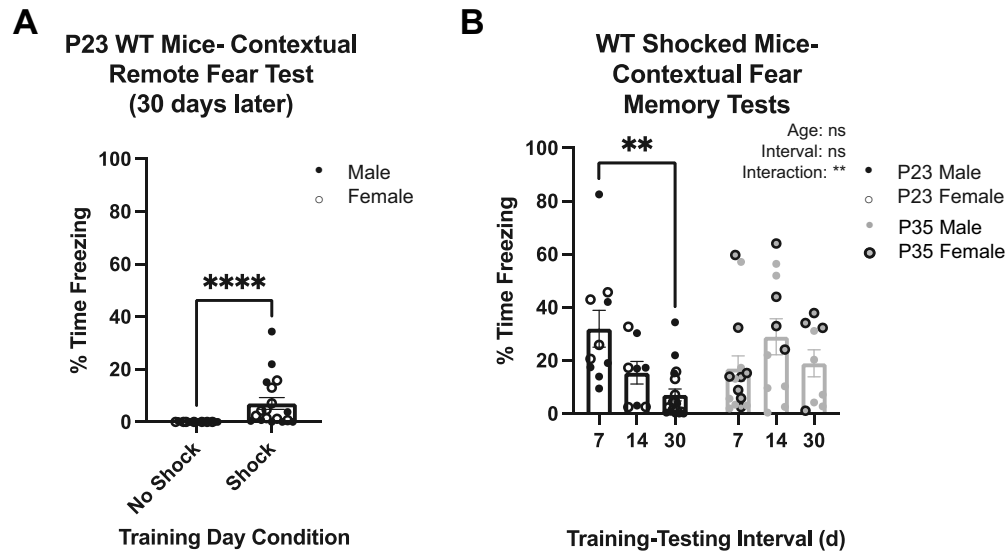 A
P23 WT Mice- Contextual
Remote Fear Test
(30 days later)
% Time Freezing
100
80
60
40
20
0
Male
Female
****
No Shock
Shock
Training Day Condition
B
WT Shocked Mice-
Contextual Fear
Memory Tests
Age: ns
Interval: ns
Interaction: **
% Time Freezing
100
80
60
40
20
0
**
P23 Male
P23 Female
P35 Male
P35 Female
7 14 30 7 14 30
Training-Testing Interval (d)